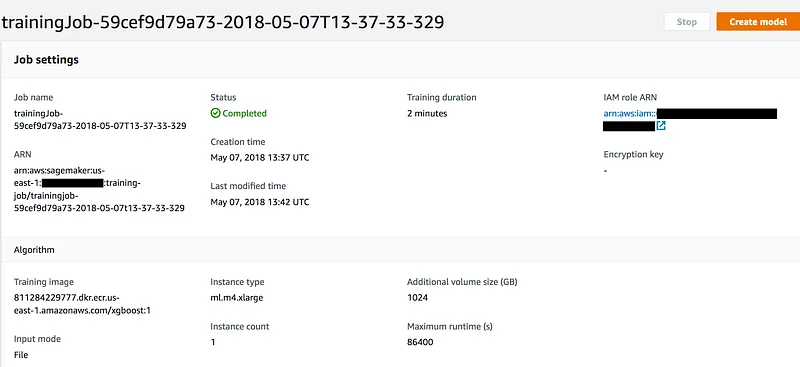 trainingJob-59cef9d79a73-2018-05-07T13-37-33-329
Stop
Create model
Job settings
Job name
trainingJob-
59cef9d79a73-2018-05-07T13-37-33-329
ARN
arn:aws:sagemaker:us-
east-1: :training-
job/trainingjob-
59cef9d79a73-2018-05-07t13-37-33-329
Status
Completed
Creation time
May 07, 2018 13:37 UTC
Last modified time
May 07, 2018 13:42 UTC
Training duration
2 minutes
IAM role ARN
arn:aws:iam::
Encryption key
-
Algorithm
Training image
811284229777.dkr.ecr.us-
east-1.amazonaws.com/xgboost:1
Input mode
File
Instance type
ml.m4.xlarge
Instance count
1
Additional volume size (GB)
1024
Maximum runtime (s)
86400